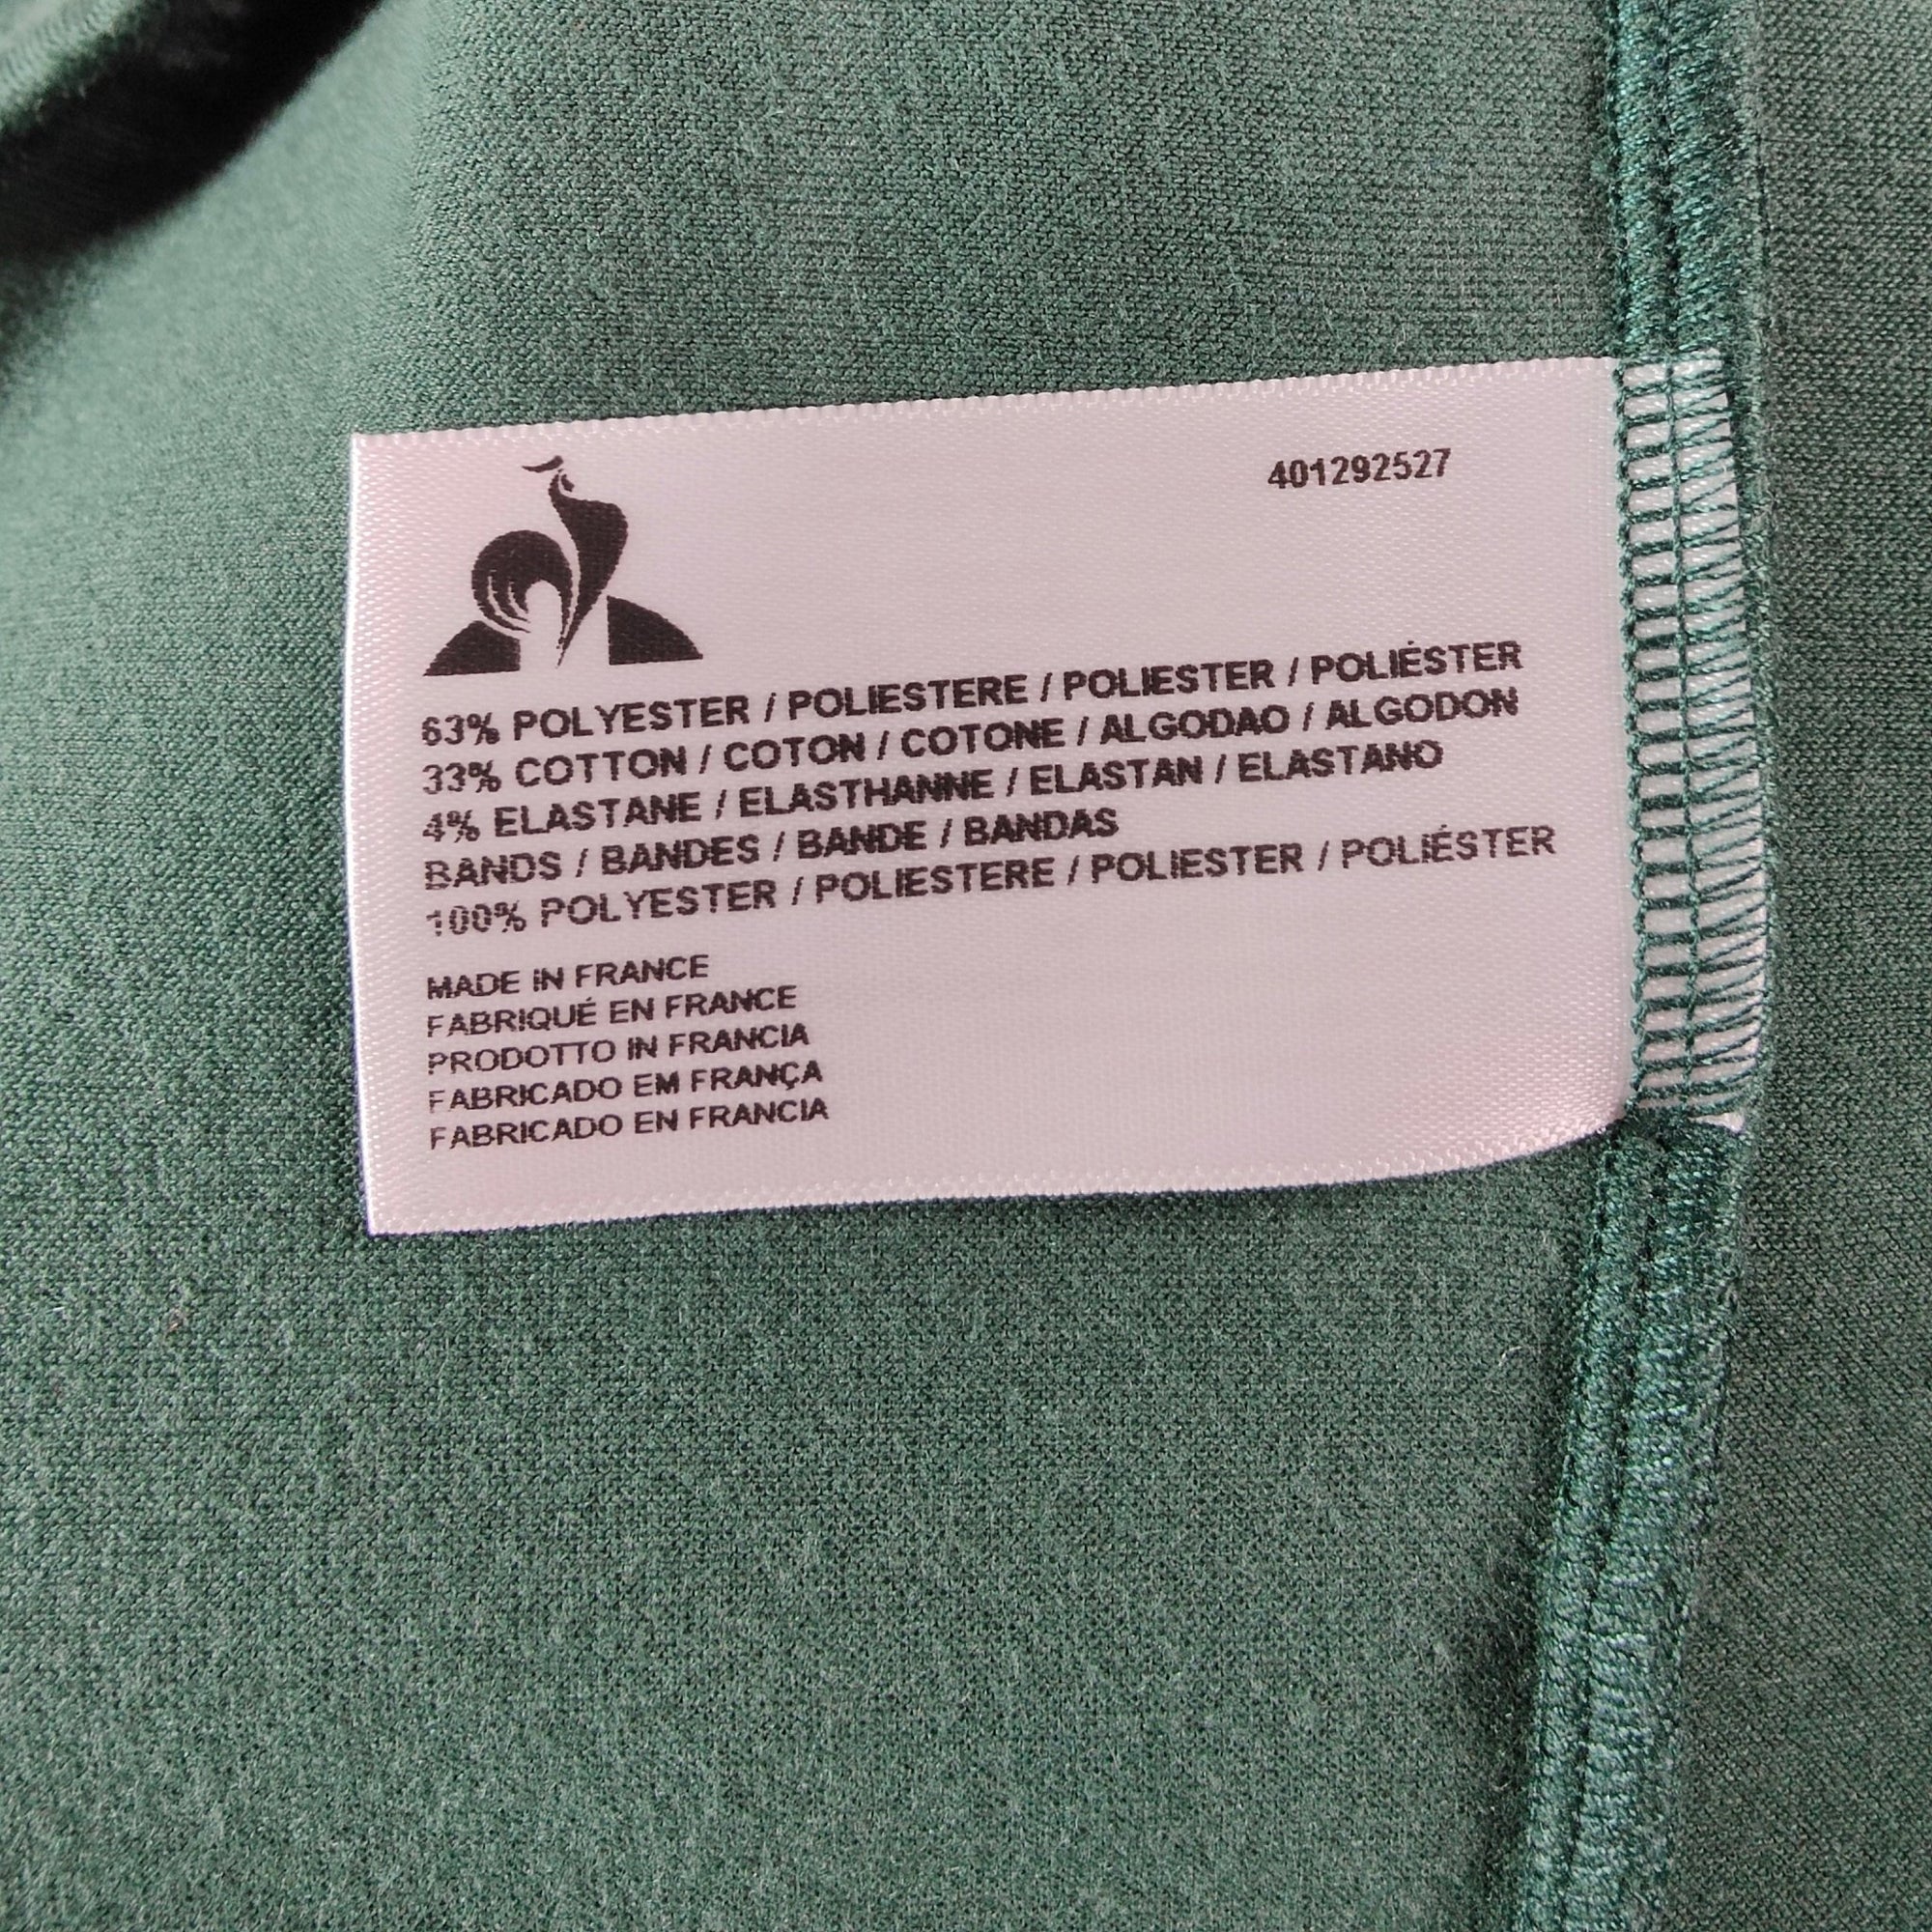 401292527
63% POLYESTER / POLIESTERE / POLIESTER / POLIÉSTER
33% COTTON / COTON / COTONE / ALGODAO / ALGODON
4% ELASTANE / ELASTHANNE / ELASTAN / ELASTANO
BANDS / BANDES / BANDE / BANDAS
100% POLYESTER / POLIESTERE / POLIESTER / POLIÉSTER
MADE IN FRANCE
FABRIQUÉ EN FRANCE
PRODOTTO IN FRANCIA
FABRICADO EM FRANÇA
FABRICADO EN FRANCIA